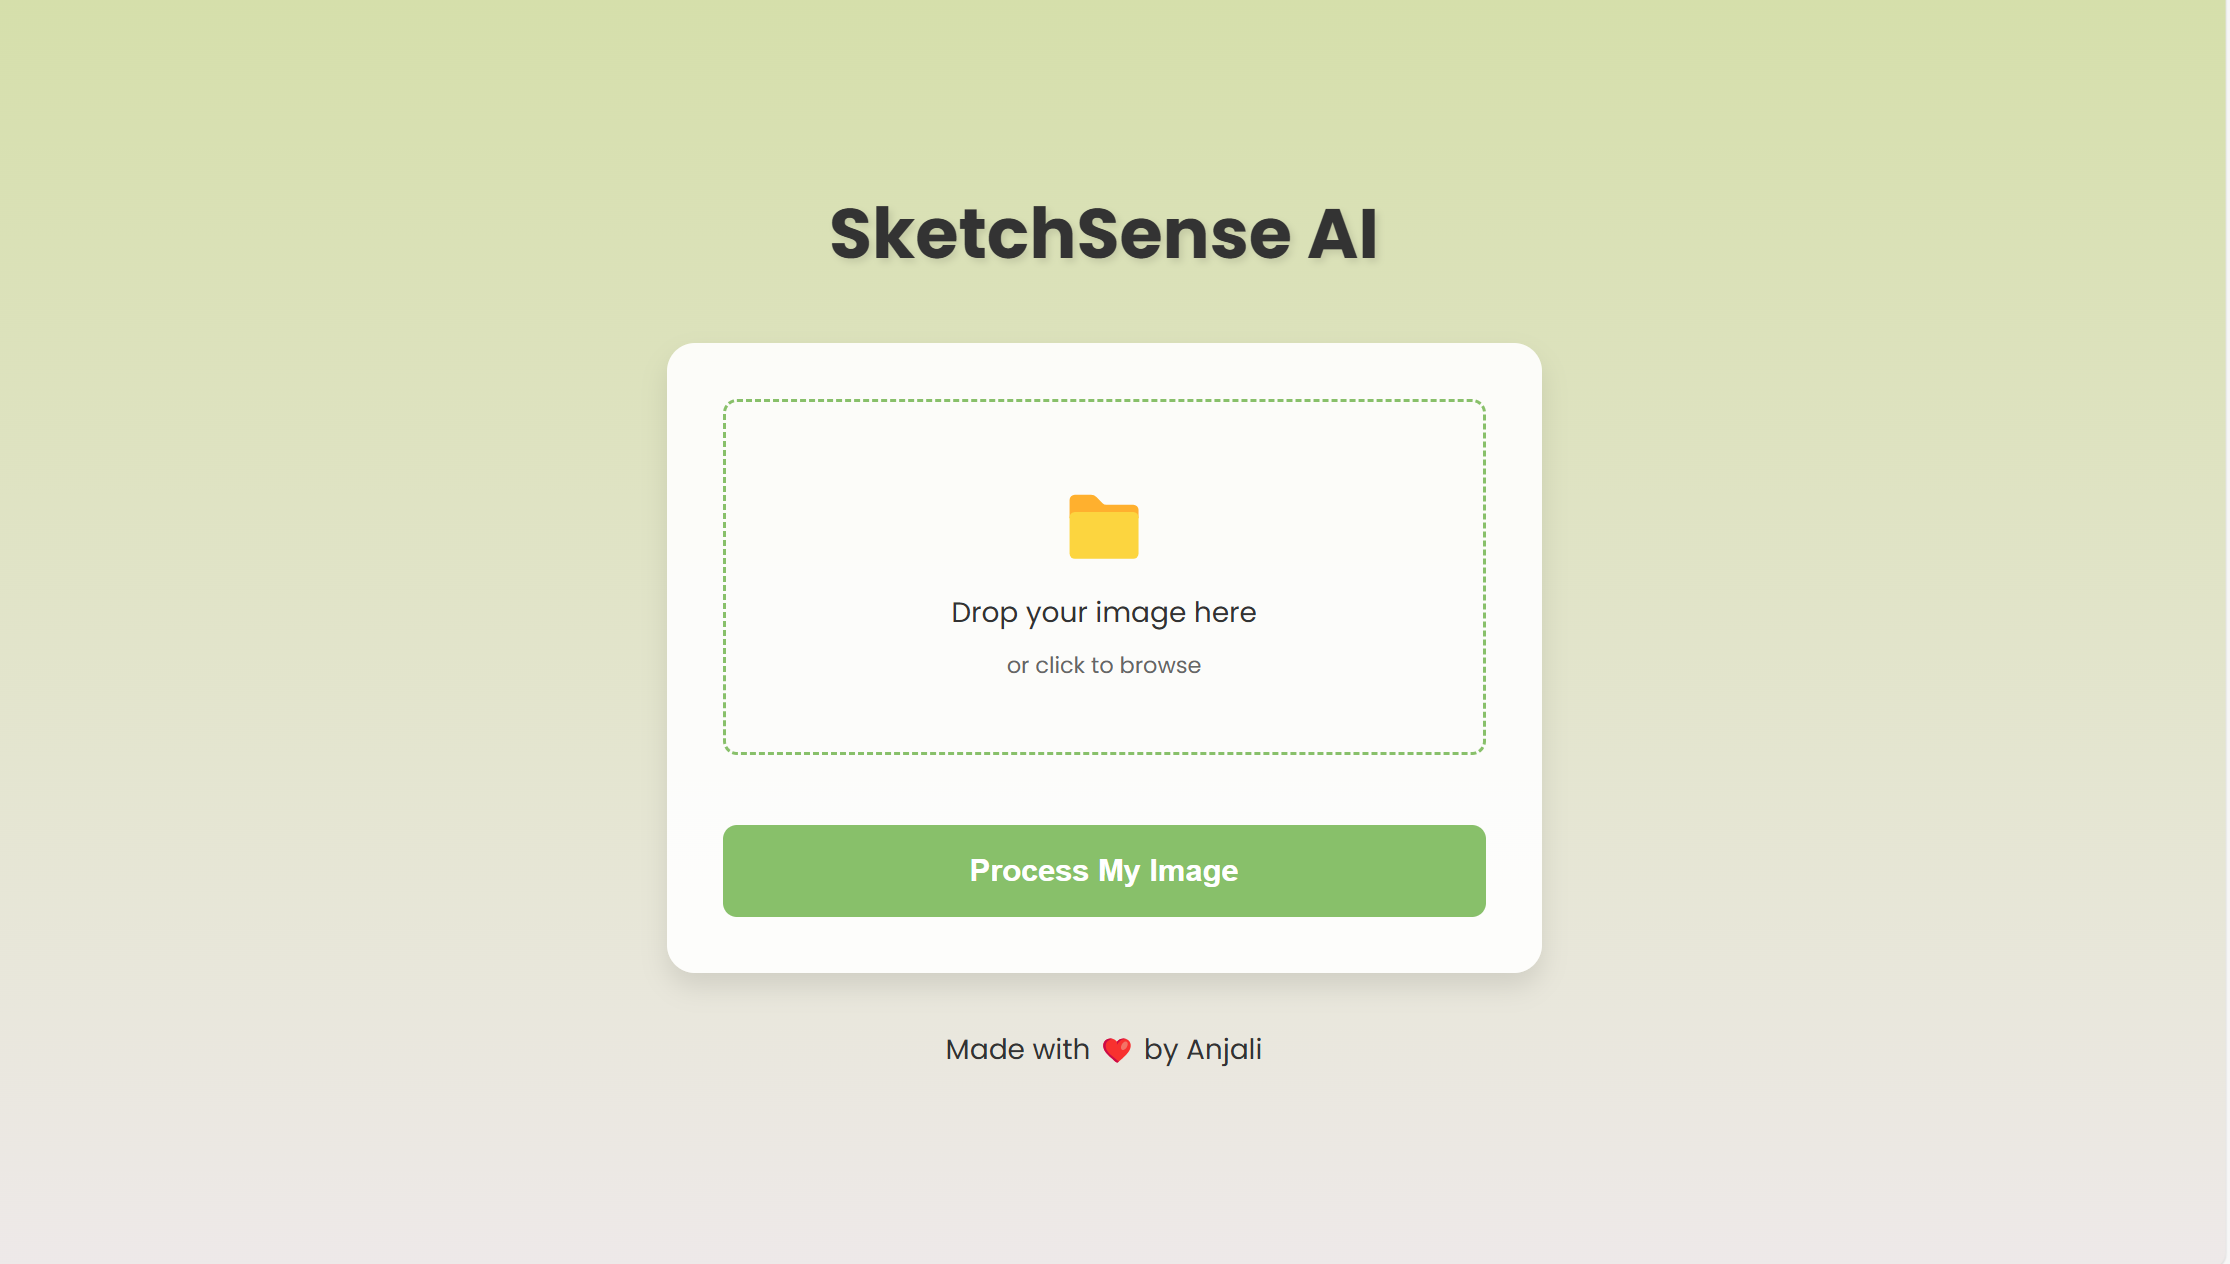 SketchSense AI
Drop your image here
or click to browse
Process My Image
Made with ❤️ by Anjali